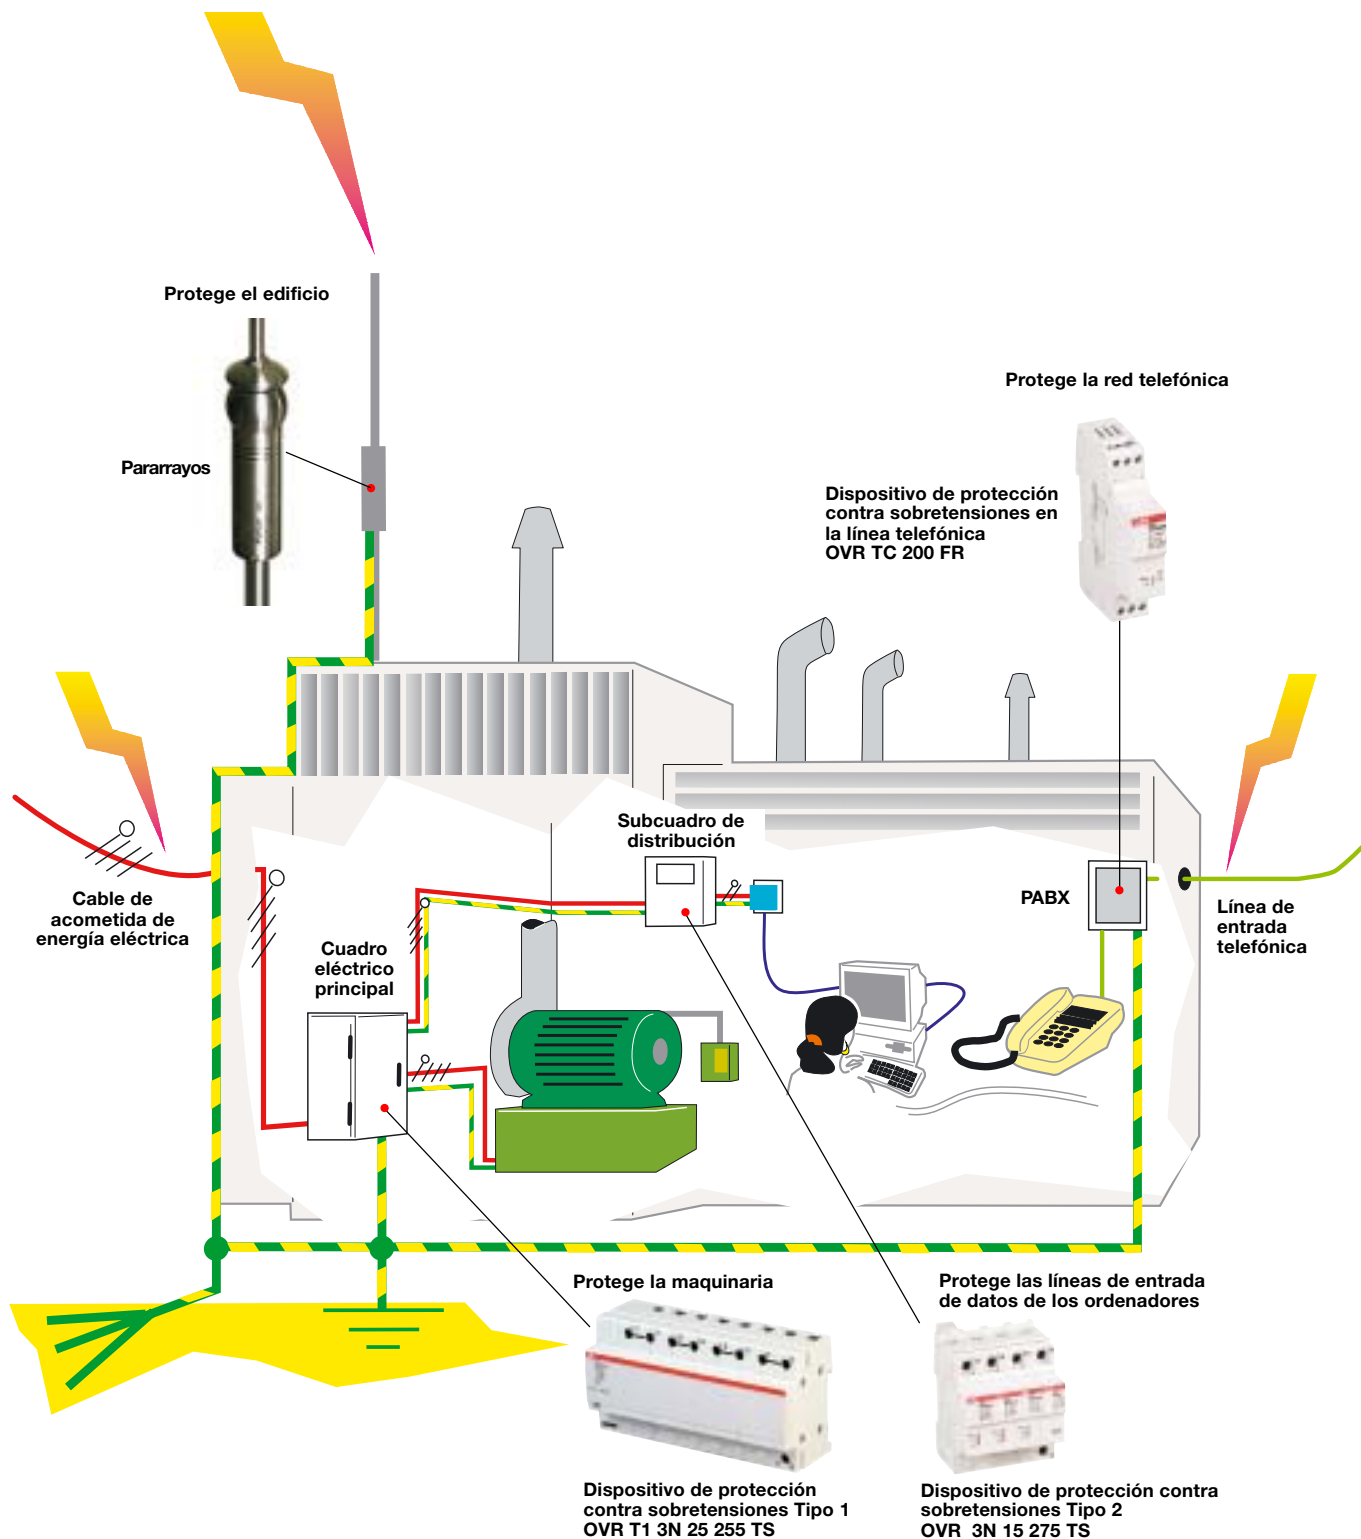 Protege el edificio
Pararrayos
Protege la red telefónica
Dispositivo de protección
contra sobretensiones en
la línea telefónica
OVR TC 200 FR
Subcuadro de
distribución
Cable de
acometida de
energía eléctrica
Cuadro
eléctrico
principal
PABX
Línea de
entrada
telefónica
Protege la maquinaria
Protege las líneas de entrada
de datos de los ordenadores
Dispositivo de protección
contra sobretensiones Tipo 1
OVR T1 3N 25 255 TS
Dispositivo de protección contra
sobretensiones Tipo 2
OVR 3N 15 275 TS